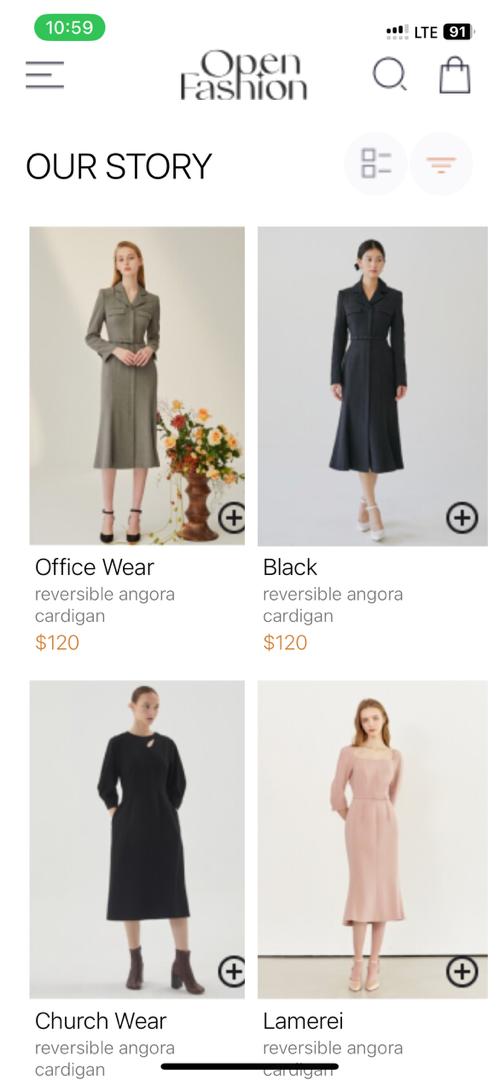 10:59
LTE 91
Open
Fashion
OUR STORY
Office Wear
reversible angora
cardigan
$120
Black
reversible angora
cardigan
$120
Church Wear
reversible angora
cardigan
Lamerei
reversible angora
cardigan